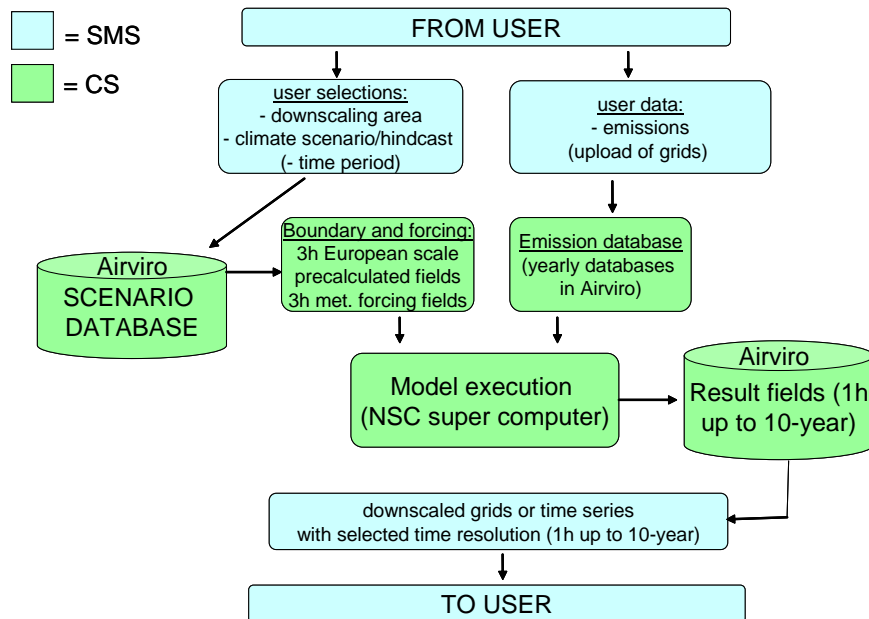 = SMS
= CS
FROM USER
user selections:
- downscaling area
- climate scenario/hindcast
(- time period)
user data:
- emissions
(upload of grids)
Airviro
SCENARIO
DATABASE
Boundary and forcing:
3h European scale
precalculated fields
3h met. forcing fields
Emission database
(yearly databases
in Airviro)
Model execution
(NSC super computer)
Airviro
Result fields (1h
up to 10-year)
downscaled grids or time series
with selected time resolution (1h up to 10-year)
TO USER